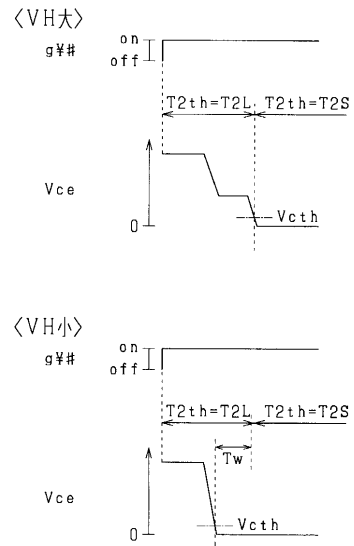 〈VH大〉
g¥#
on
off
T2th=T2L
T2th=T2S
Vce
0
Vcth
〈VH小〉
g¥#
on
off
T2th=T2L
T2th=T2S
Tw
Vce
0
Vcth